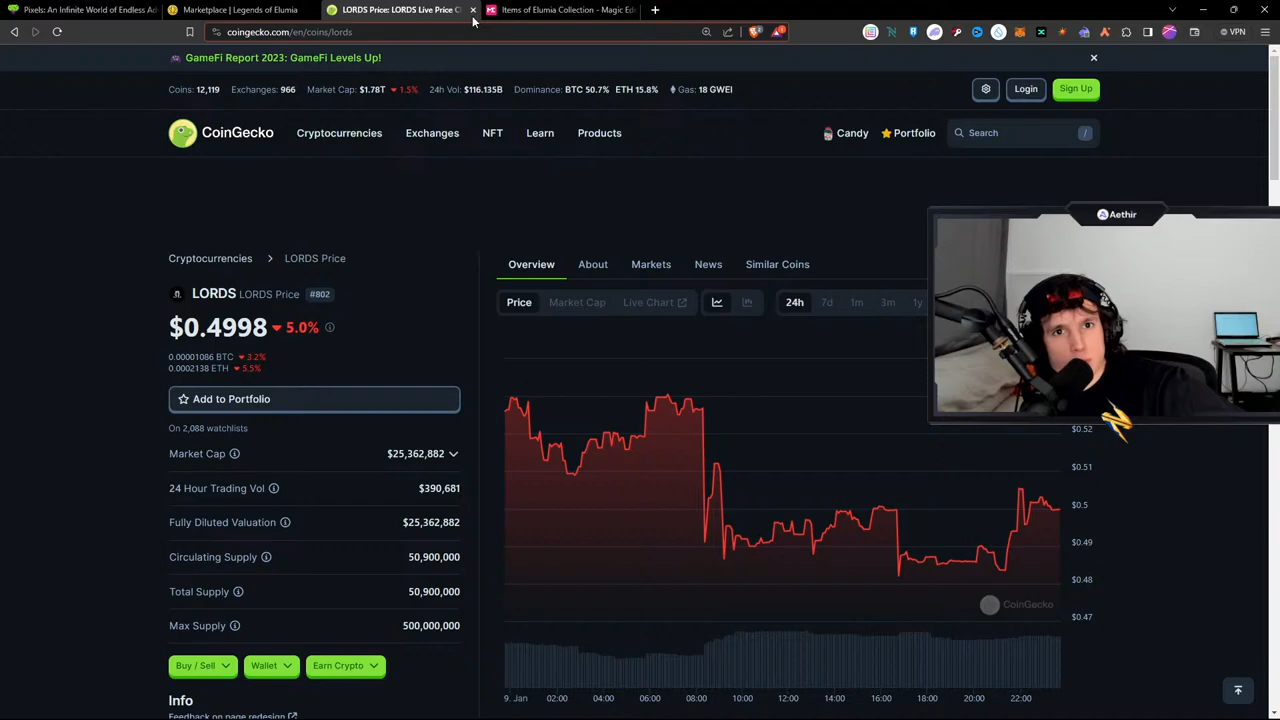 Pixels: An Infinite World of Endless Ad
Marketplace | Legends of Elumia
LORDS Price: LORDS Live Price C
Items of Elumia Collection - Magic Ed
coingecko.com/en/coins/lords
VPN
GameFi Report 2023: GameFi Levels Up!
Coins: 12,119
Exchanges: 966
Market Cap: $1.78T 1.5%
24h Vol: $116.135B
Dominance: BTC 50.7% ETH 15.8%
Gas: 18 GWEI
Login
Sign Up
CoinGecko
Cryptocurrencies
Exchanges
NFT
Learn
Products
Candy
Portfolio
Search
/
Aethir
Cryptocurrencies > LORDS Price
LORDS LORDS Price #802
$0.4998 5.0%
0.00001086 BTC 3.2%
0.0002138 ETH 5.5%
Add to Portfolio
On 2,088 watchlists
Market Cap $25,362,882
24 Hour Trading Vol $390,681
Fully Diluted Valuation $25,362,882
Circulating Supply 50,900,000
Total Supply 50,900,000
Max Supply 500,000,000
Buy / Sell
Wallet
Earn Crypto
Info
Feedback on page redesign
Overview
About
Markets
News
Similar Coins
Price
Market Cap
Live Chart
24h
7d
1m
3m
1y
$0.52
$0.51
$0.5
$0.49
$0.48
$0.47
CoinGecko
9. Jan 02:00 04:00 06:00 08:00 10:00 12:00 14:00 16:00 18:00 20:00 22:00